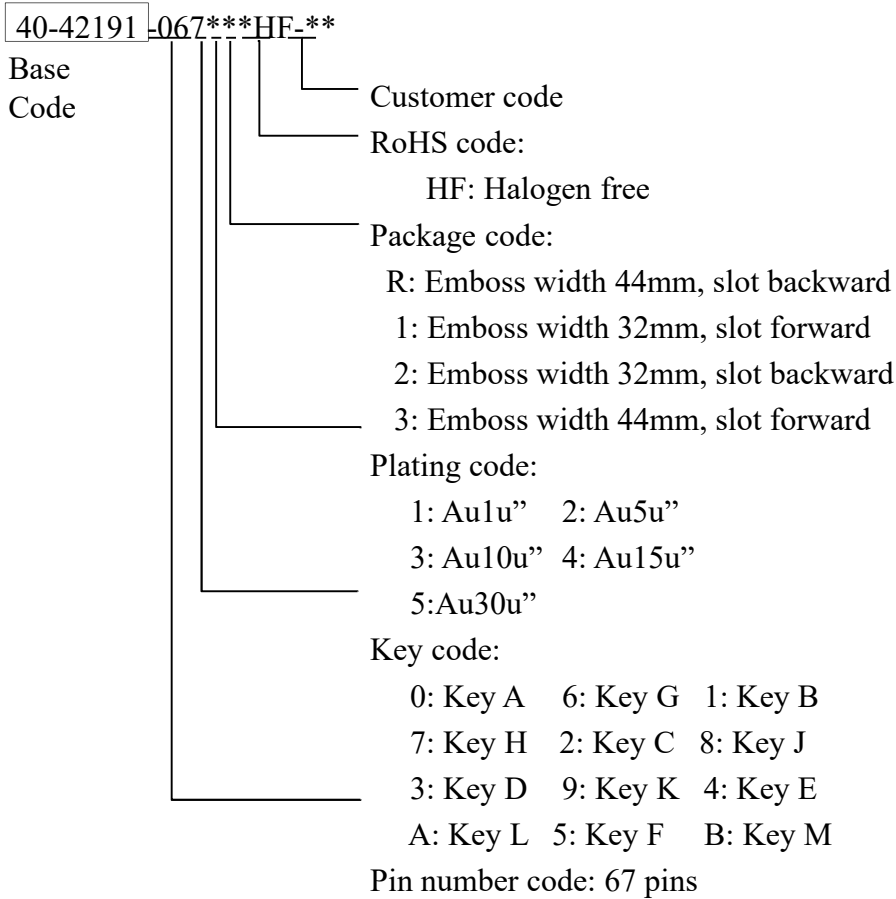 40-42191 -067***HF-**
Base
Code
Customer code
RoHS code:
HF: Halogen free
Package code:
R: Emboss width 44mm, slot backward
1: Emboss width 32mm, slot forward
2: Emboss width 32mm, slot backward
3: Emboss width 44mm, slot forward
Plating code:
1: Au1u” 2: Au5u”
3: Au10u” 4: Au15u”
5:Au30u”
Key code:
0: Key A 6: Key G 1: Key B
7: Key H 2: Key C 8: Key J
3: Key D 9: Key K 4: Key E
A: Key L 5: Key F B: Key M
Pin number code: 67 pins